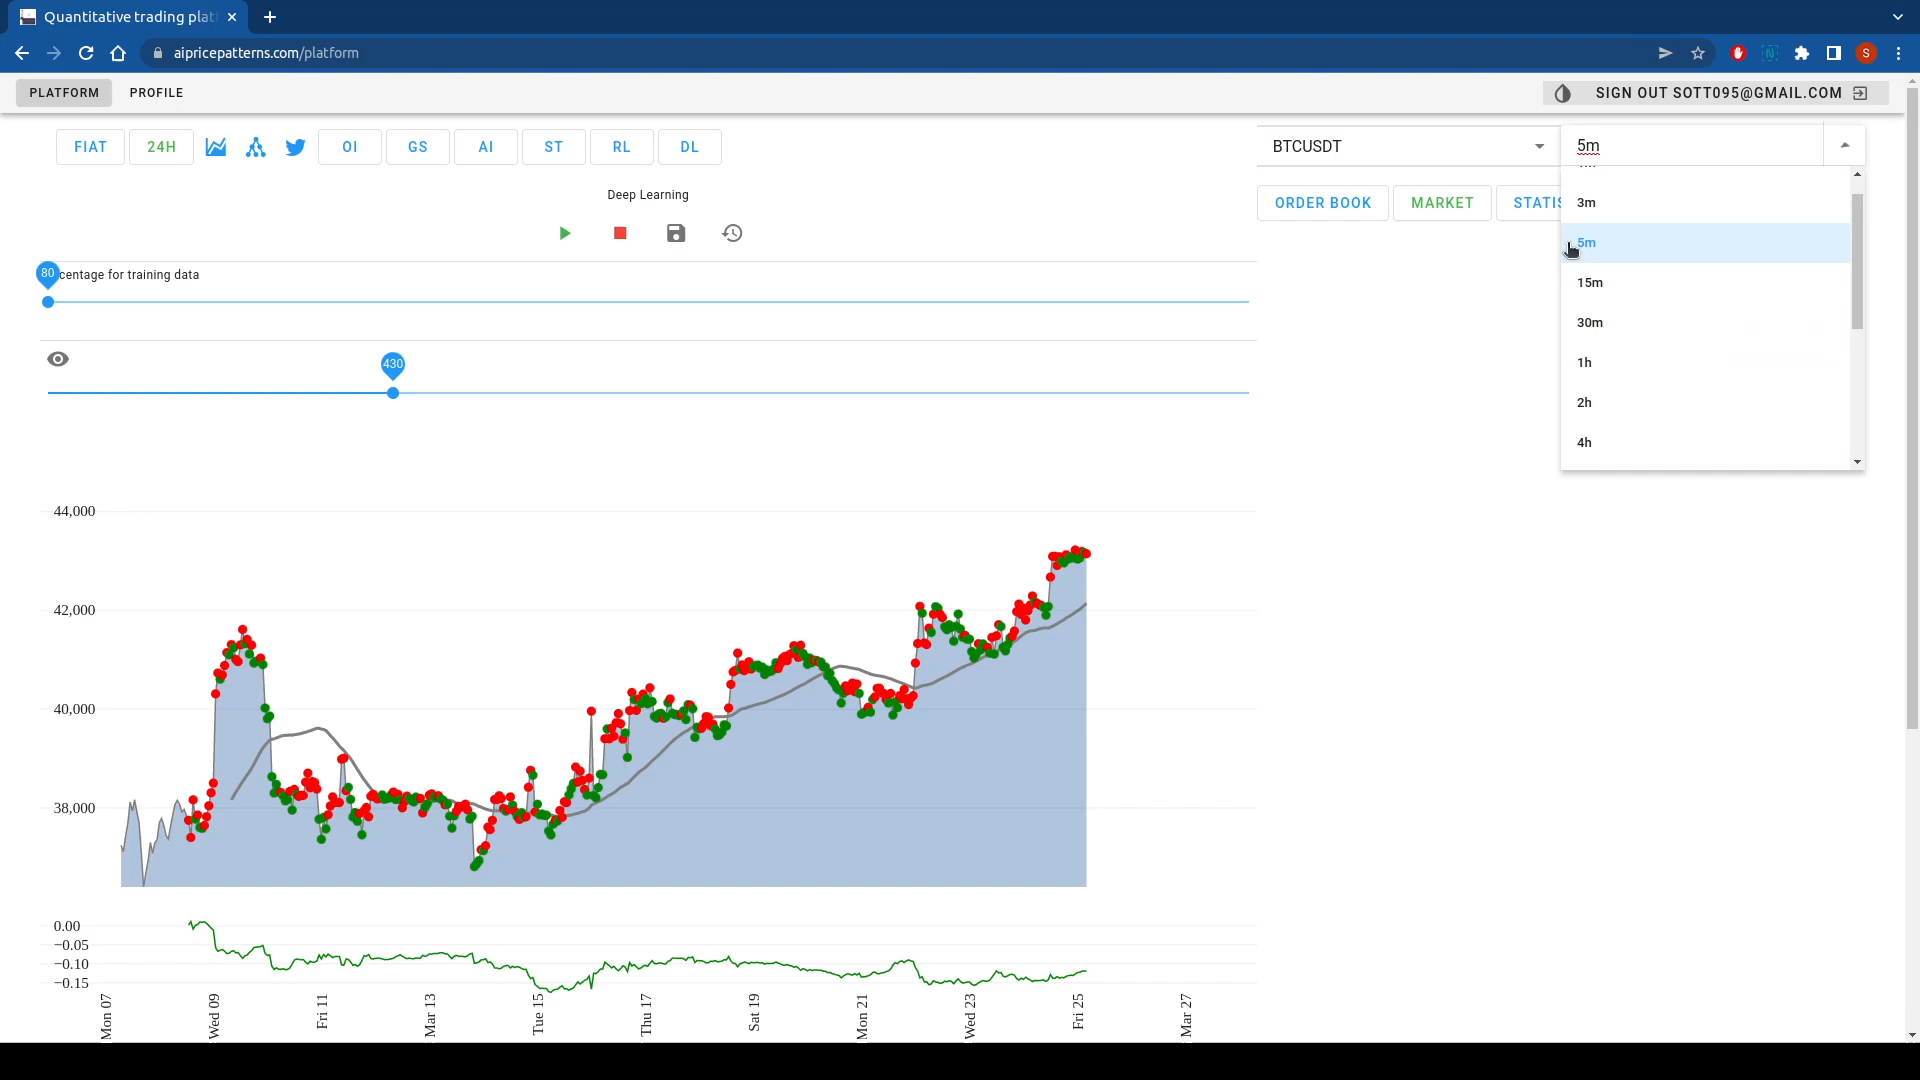 Quantitative trading plat
aipricepatterns.com/platform
S
PLATFORM PROFILE
SIGN OUT SOTT095@GMAIL.COM
FIAT 24H OI GS AI ST RL DL
BTCUSDT
5m
Deep Learning
ORDER BOOK MARKET STATIS
3m
5m
15m
30m
1h
2h
4h
80
centage for training data
430
44,000
42,000
40,000
38,000
0.00
−0.05
−0.10
−0.15
Mon 07
Wed 09
Fri 11
Mar 13
Tue 15
Thu 17
Sat 19
Mon 21
Wed 23
Fri 25
Mar 27